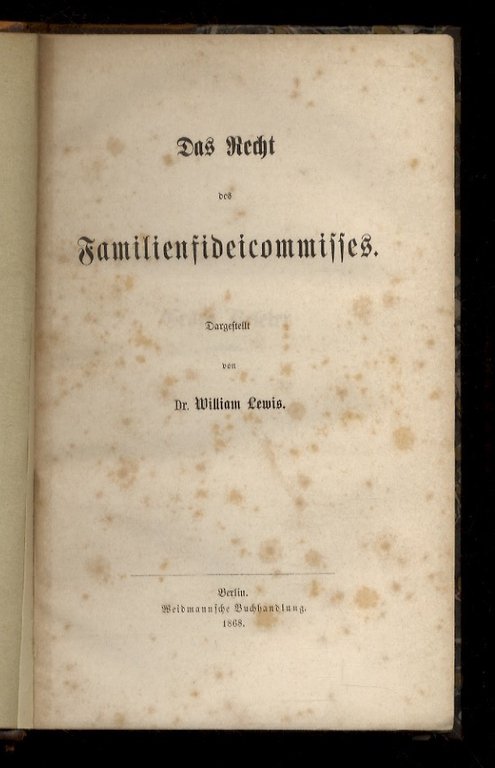 Das Recht
des
Familienfideicommisses.
Dargestellt
von
Dr. William Lewis.
Berlin.
Weidmannsche Buchhandlung.
1868.